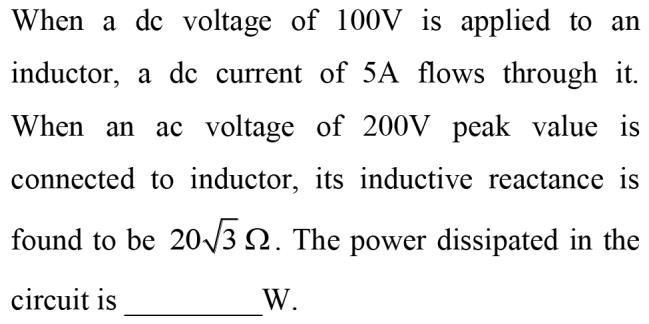 When a dc voltage of 100V is applied to an
inductor, a dc current of 5A flows through it.
When an ac voltage of 200V peak value is
connected to inductor, its inductive reactance is
found to be 20√3 Ω. The power dissipated in the
circuit is __________W.